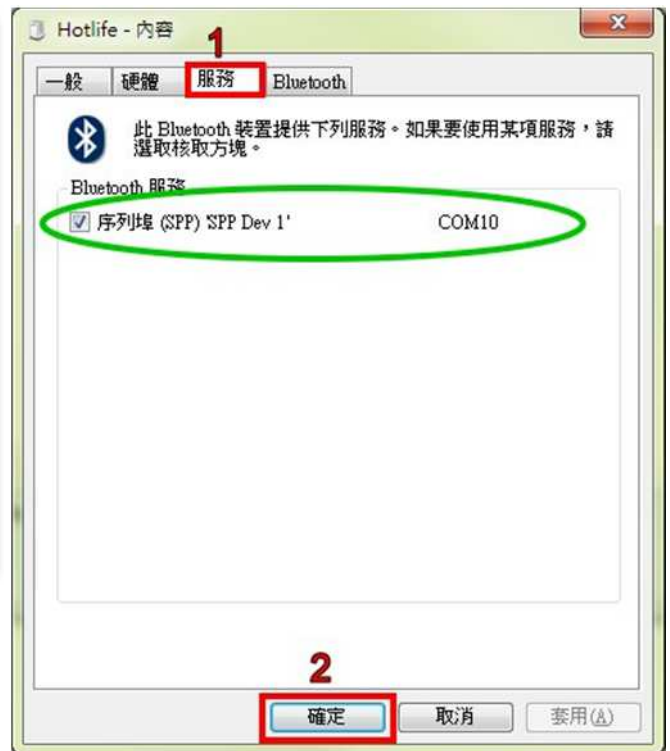 Hotlife - 內容
1
一般 硬體 服務 Bluetooth
此 Bluetooth 裝置提供下列服務。如果要使用某項服務，請
選取核取方塊。
Bluetooth 服務
序列埠 (SPP) 'SPP Dev 1' COM10
2
確定 取消 套用(A)